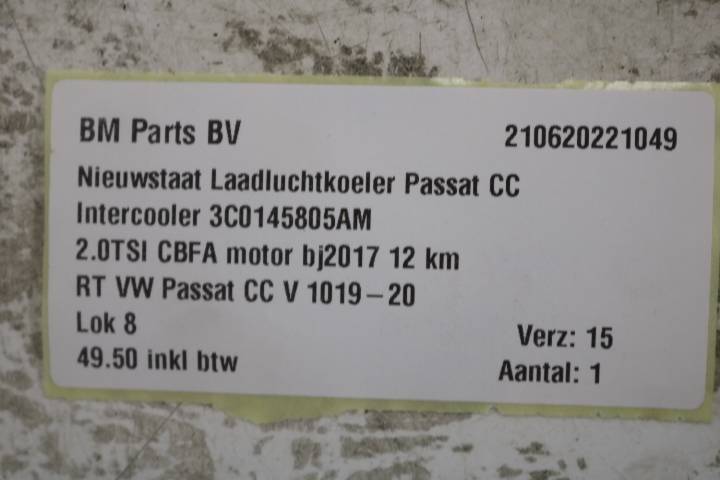 BM Parts BV 210620221049
Nieuwstaat Laadluchtkoeler Passat CC
Intercooler 3C0145805AM
2.0TSI CBFA motor bj2017 12 km
RT VW Passat CC V 1019-20
Lok 8 Verz: 15
49.50 inkl btw Aantal: 1